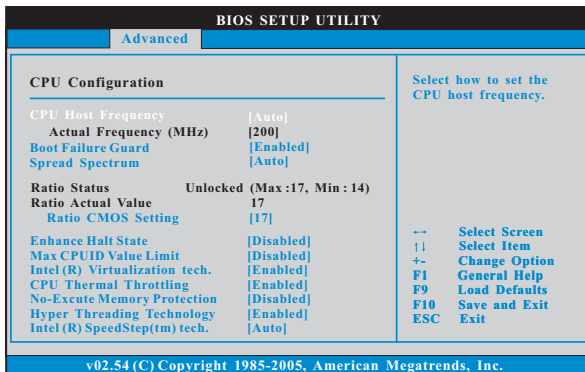 BIOS SETUP UTILITY
Advanced
CPU Configuration
CPU Host Frequency [Auto]
Actual Frequency (MHz) [200]
Boot Failure Guard [Enabled]
Spread Spectrum [Auto]
Ratio Status Unlocked (Max :17, Min : 14)
Ratio Actual Value 17
Ratio CMOS Setting [17]
Enhance Halt State [Disabled]
Max CPUID Value Limit [Disabled]
Intel (R) Virtualization tech. [Enabled]
CPU Thermal Throttling [Enabled]
No-Excute Memory Protection [Disabled]
Hyper Threading Technology [Enabled]
Intel (R) SpeedStep(tm) tech. [Auto]
Select how to set the
CPU host frequency.
←→ Select Screen
↑↓ Select Item
+- Change Option
F1 General Help
F9 Load Defaults
F10 Save and Exit
ESC Exit
v02.54 (C) Copyright 1985-2005, American Megatrends, Inc.